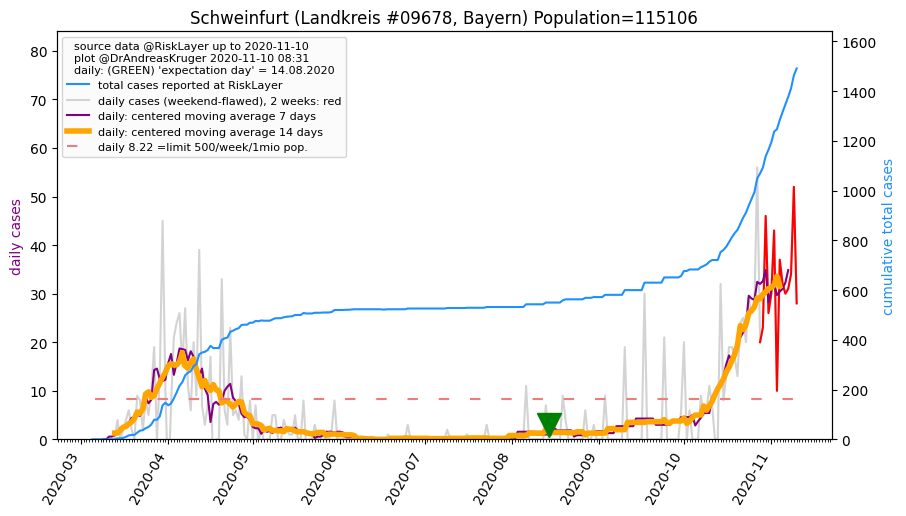 Schweinfurt (Landkreis #09678, Bayern) Population=115106
source data @RiskLayer up to 2020-11-10
plot @DrAndreasKruger 2020-11-10 08:31
daily: (GREEN) 'expectation day' = 14.08.2020
total cases reported at RiskLayer
daily cases (weekend-flawed), 2 weeks: red
daily: centered moving average 7 days
daily: centered moving average 14 days
daily 8.22 =limit 500/week/1mio pop.
daily cases
80
70
60
50
40
30
20
10
0
1600
1400
1200
1000
800
600
400
200
0
cumulative total cases
2020-03
2020-04
2020-05
2020-06
2020-07
2020-08
2020-09
2020-10
2020-11